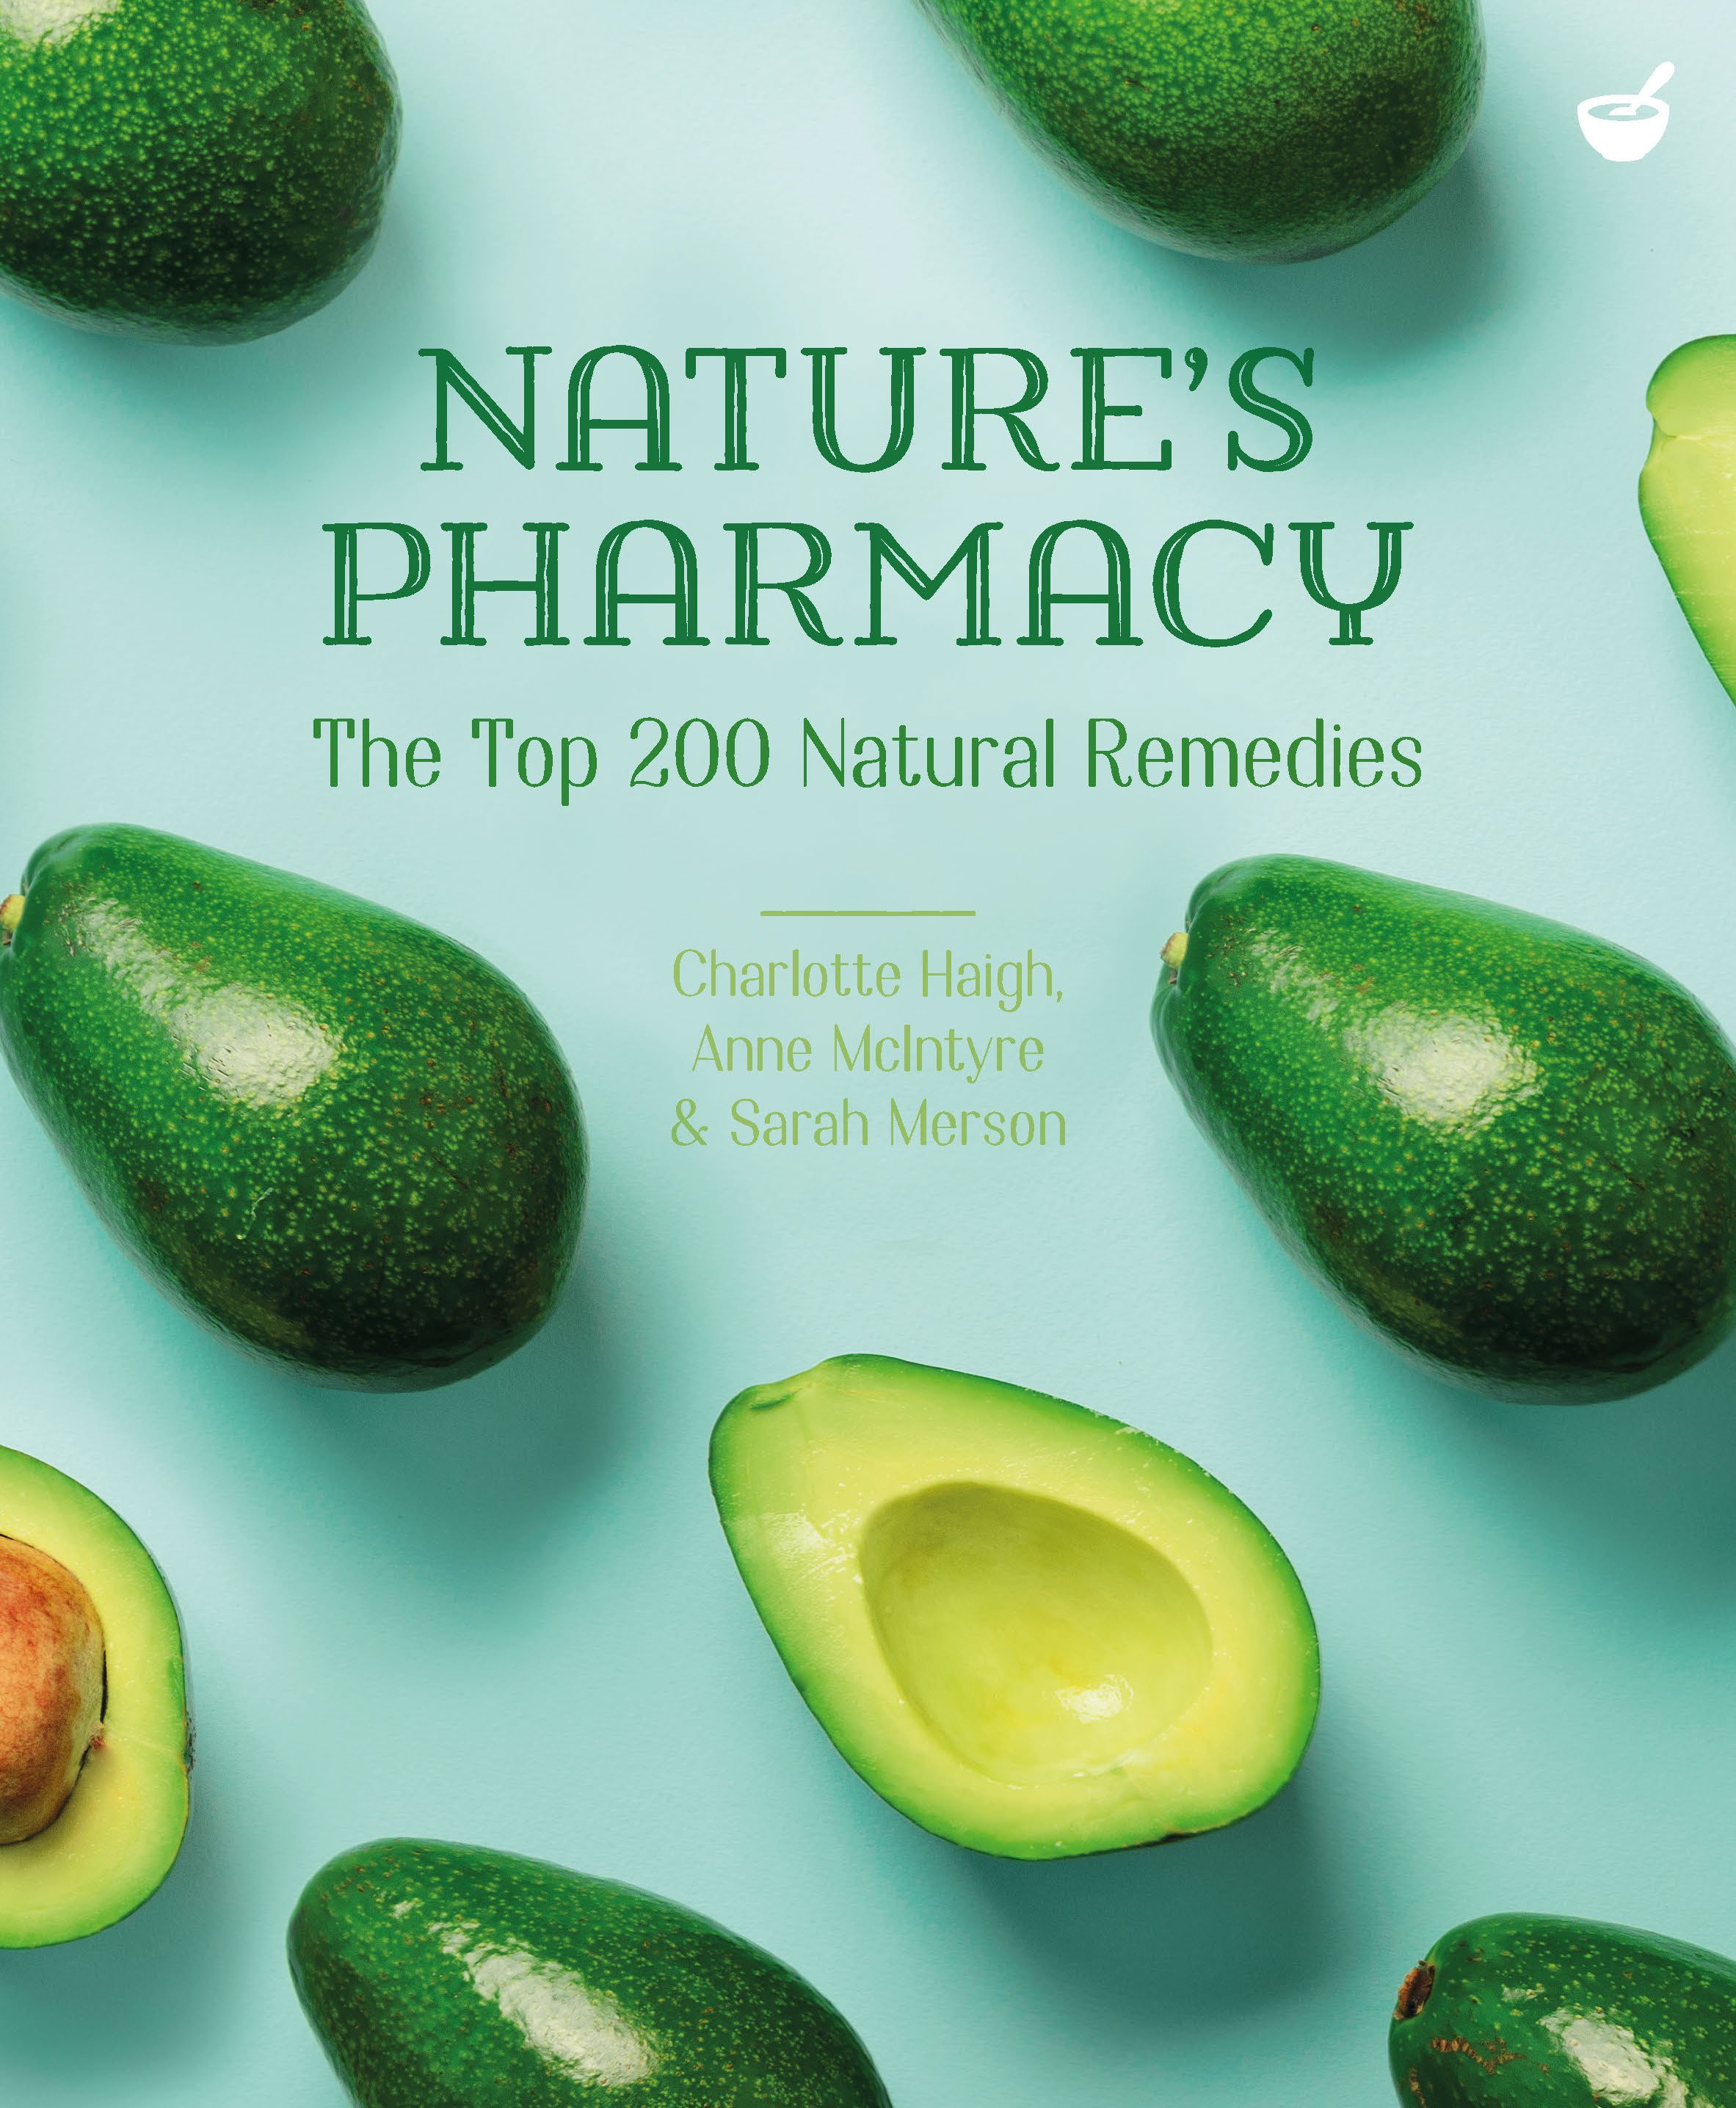 NATURE'S
PHARMACY
The Top 200 Natural Remedies
Charlotte Haigh,
Anne McIntyre
& Sarah Merson